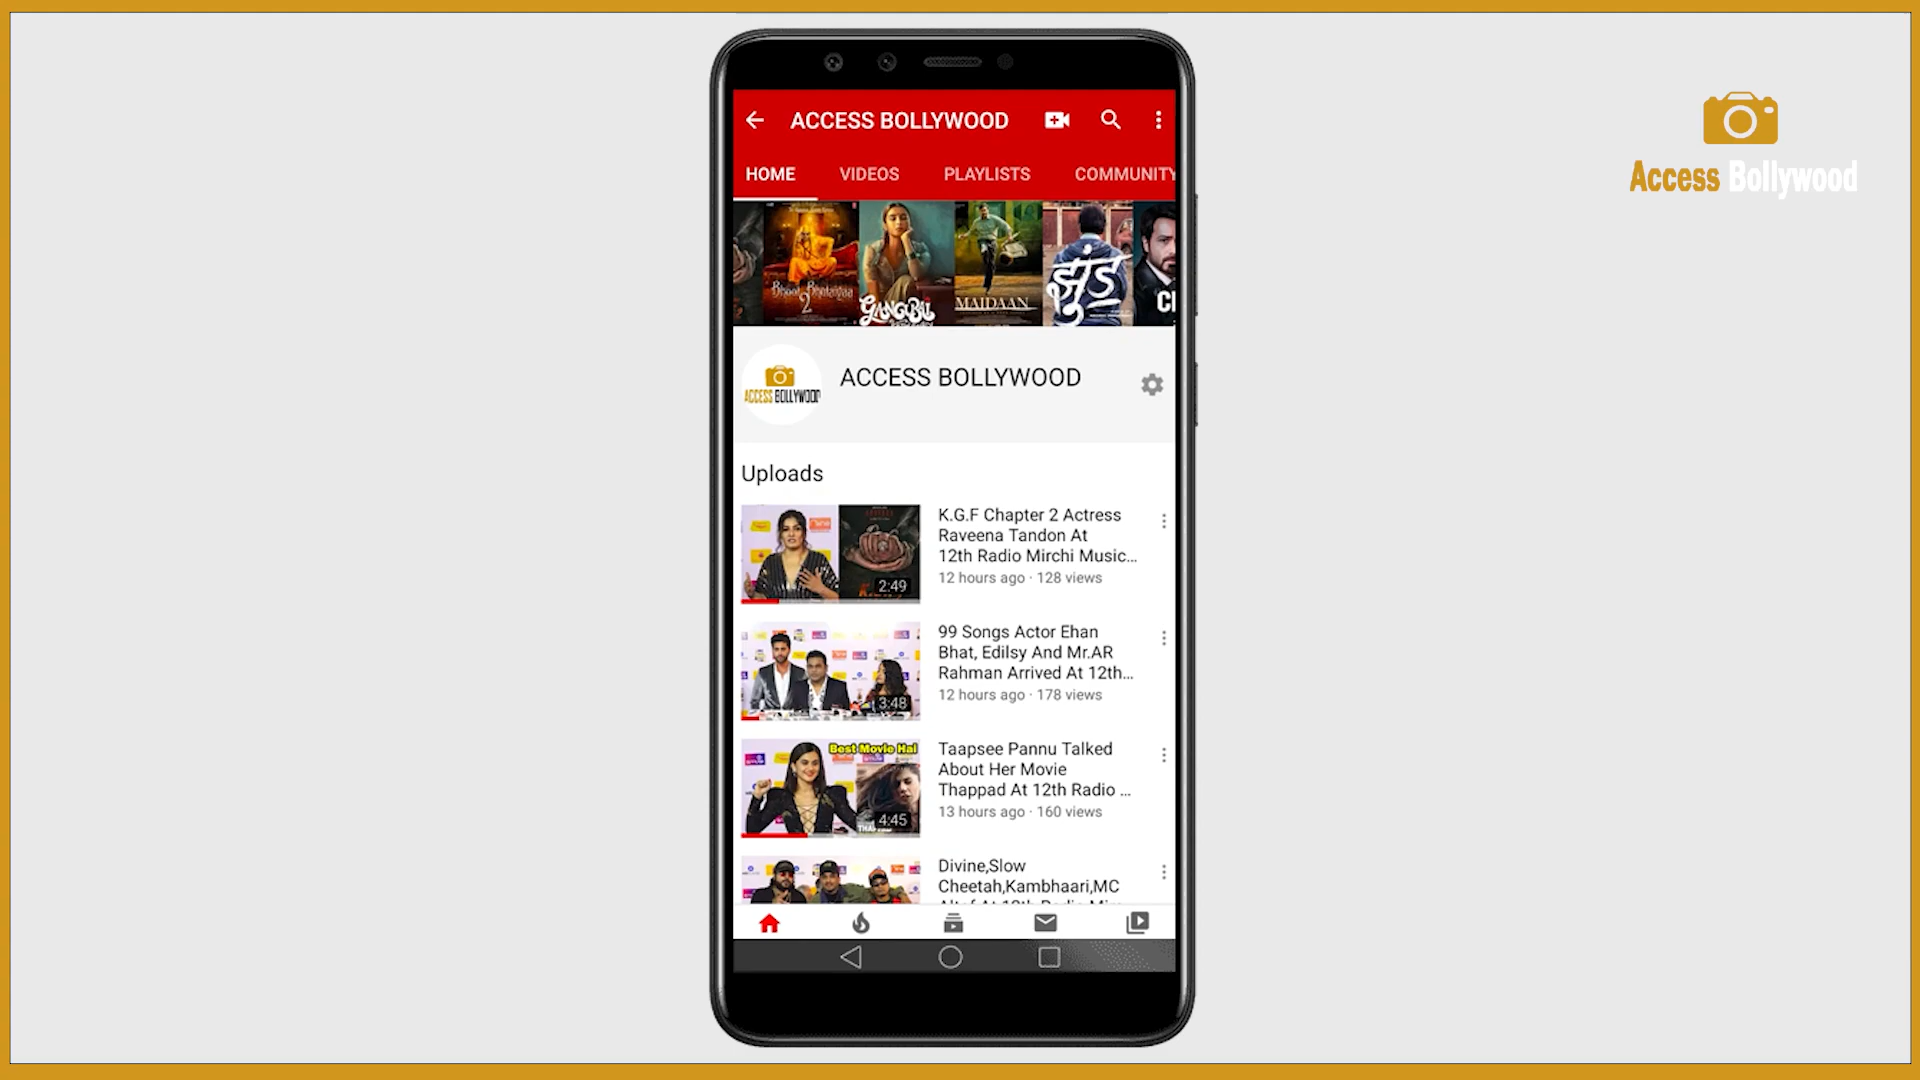 ACCESS BOLLYWOOD
HOME VIDEOS PLAYLISTS COMMUNITY
Access Bollywood
Bhool Bhulaiyaa
2
GANGUBAI
MAIDAAN
झुंड
ACCESS BOLLYWOOD
ACCESS BOLLYWOOD
Uploads
K.G.F Chapter 2 Actress
Raveena Tandon At
12th Radio Mirchi Music...
12 hours ago · 128 views
2:49
99 Songs Actor Ehan
Bhat, Edilsy And Mr.AR
Rahman Arrived At 12th...
12 hours ago · 178 views
3:48
Best Movie Hai
Taapsee Pannu Talked
About Her Movie
Thappad At 12th Radio ...
13 hours ago · 160 views
4:45
Divine,Slow
Cheetah,Kambhaari,MC